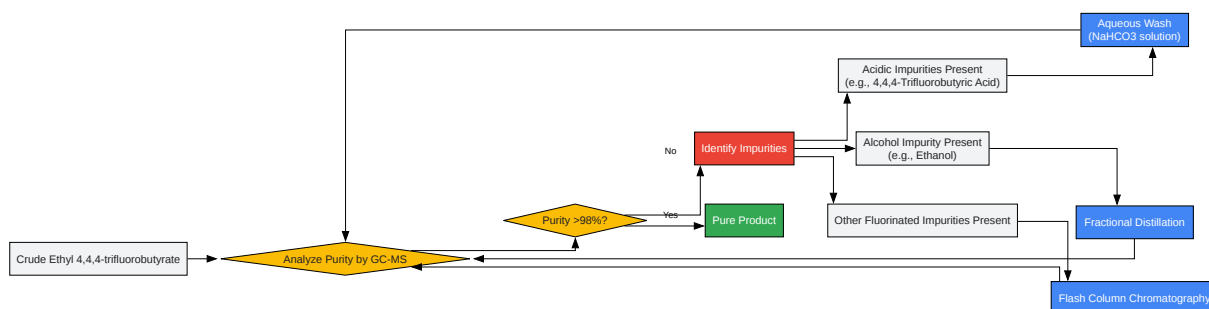 Aqueous Wash
(NaHCO3 solution)
Acidic Impurities Present
(e.g., 4,4,4-Trifluorobutyric Acid)
No
Identify Impurities
Alcohol Impurity Present
(e.g., Ethanol)
Purity >98%?
Yes
Pure Product
Other Fluorinated Impurities Present
Fractional Distillation
Crude Ethyl 4,4,4-trifluorobutyrate
Analyze Purity by GC-MS
Flash Column Chromatography